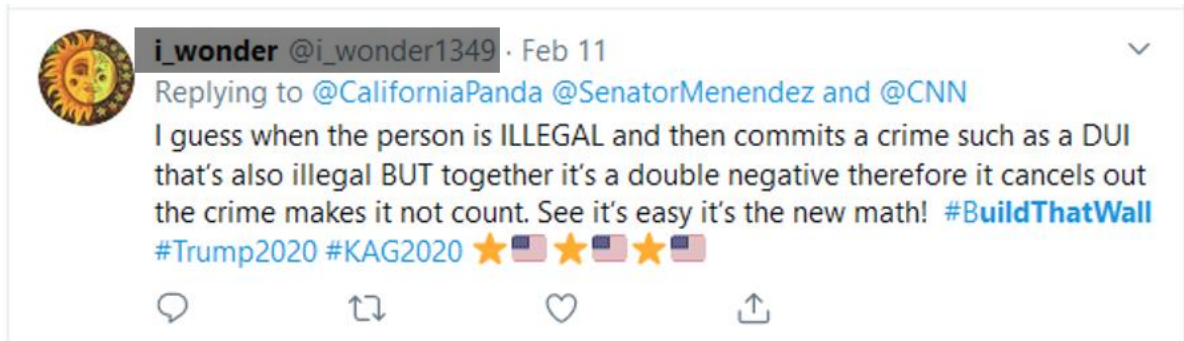 i_wonder @i_wonder1349 · Feb 11
Replying to @CaliforniaPanda @SenatorMenendez and @CNN
I guess when the person is ILLEGAL and then commits a crime such as a DUI
that’s also illegal BUT together it’s a double negative therefore it cancels out
the crime makes it not count. See it’s easy it’s the new math!  #BuildThatWall
#Trump2020 #KAG2020 ⭐🇺🇸⭐🇺🇸⭐🇺🇸